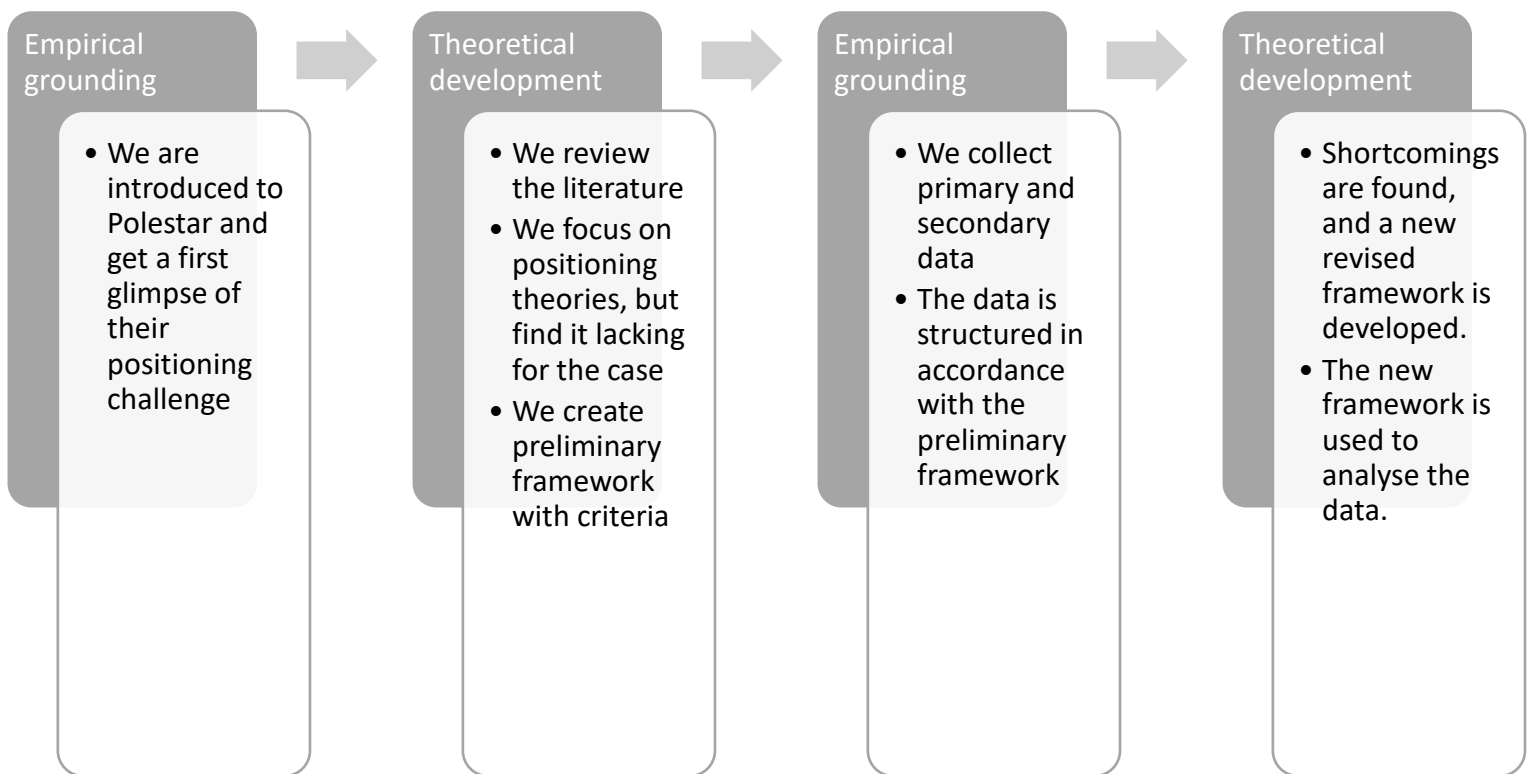 Empirical
grounding
• We are
introduced to
Polestar and
get a first
glimpse of
their
positioning
challenge
Theoretical
development
• We review
the literature
• We focus on
positioning
theories, but
find it lacking
for the case
• We create
preliminary
framework
with criteria
Empirical
grounding
• We collect
primary and
secondary
data
• The data is
structured in
accordance
with the
preliminary
framework
Theoretical
development
• Shortcomings
are found,
and a new
revised
framework is
developed.
• The new
framework is
used to
analyse the
data.